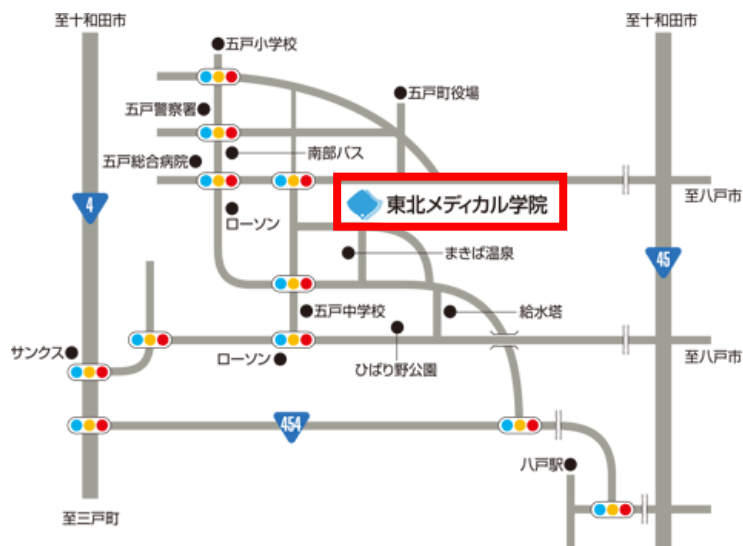 至十和田市
至十和田市
五戸小学校
五戸町役場
五戸警察署
南部バス
五戸総合病院
至八戸市
4
東北メディカル学院
ローソン
まきば温泉
45
五戸中学校
給水塔
サンクス
ローソン
ひばり野公園
至八戸市
454
八戸駅
至三戸町